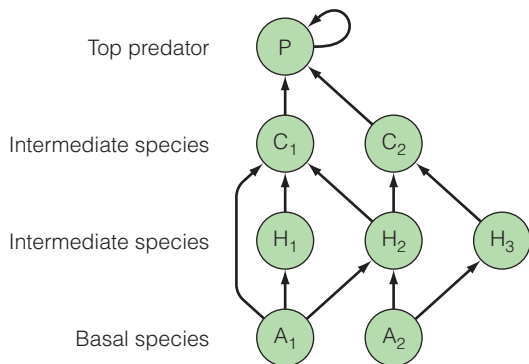 Top predator P
Intermediate species C₁ C₂
Intermediate species H₁ H₂ H₃
Basal species A₁ A₂